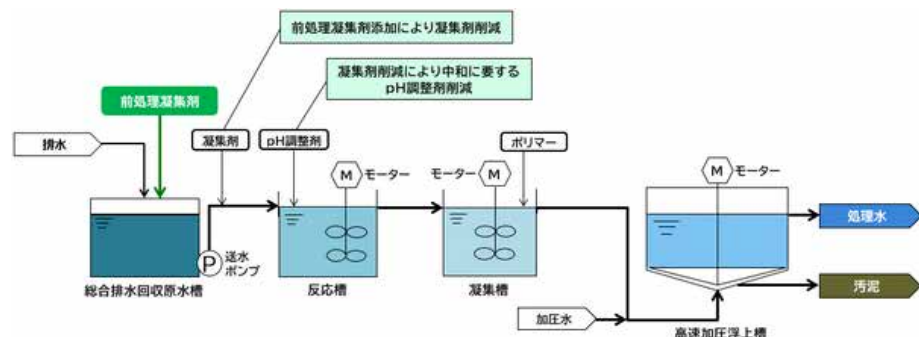 前処理凝集剤添加により凝集剤削減
凝集剤削減により中和に要する
pH調整剤削減
前処理凝集剤
排水
凝集剤
pH調整剤
ポリマー
M
モーター
モーター
M
M
モーター
処理水
P
送水
ポンプ
汚泥
総合排水回収原水槽
反応槽
凝集槽
加圧水
高速加圧浮上槽